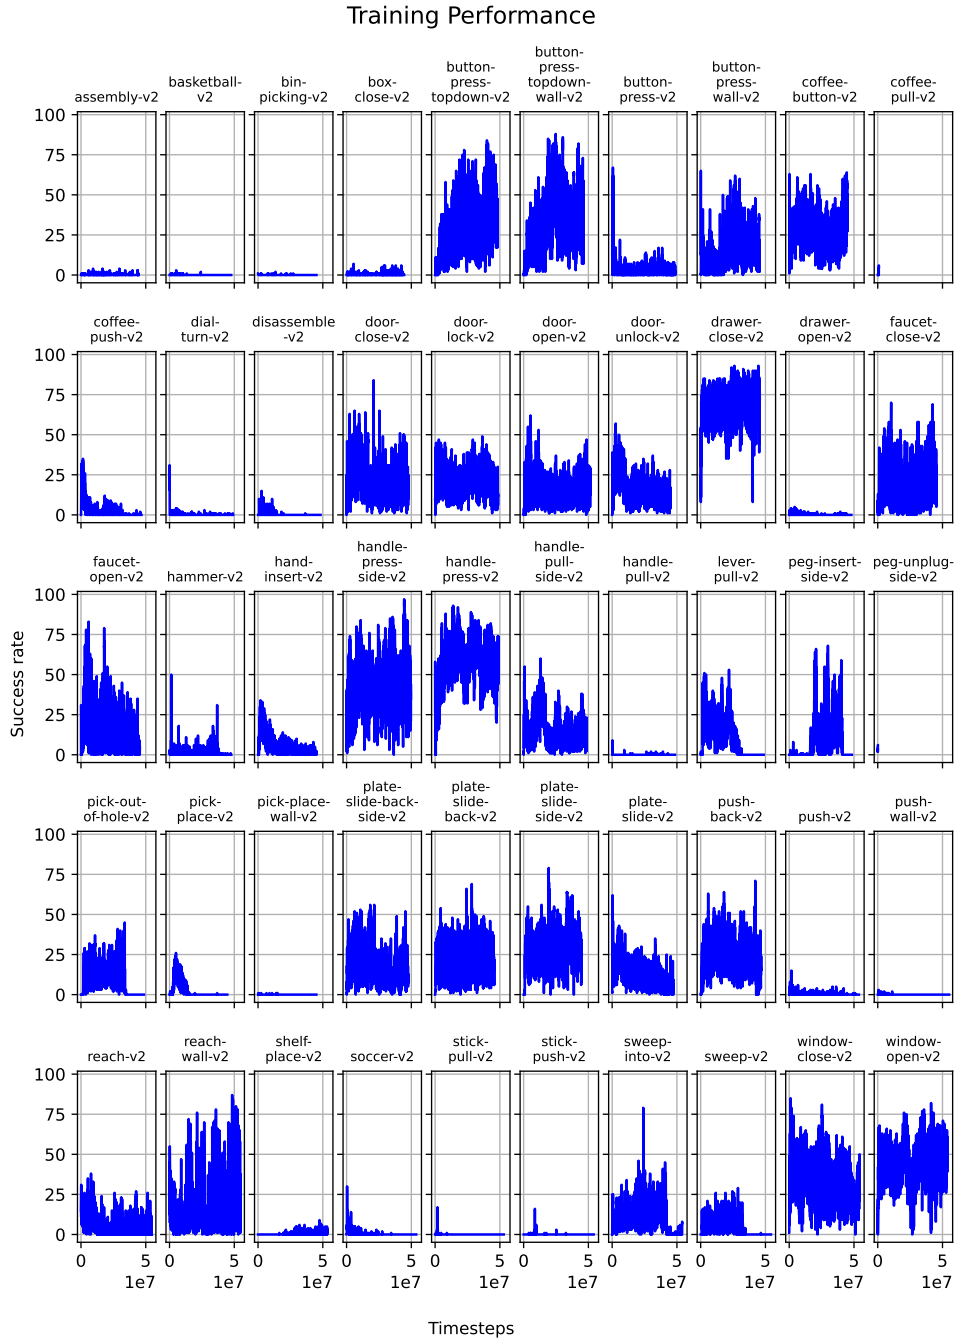 Training Performance
assembly-v2
basketball-
v2
bin-
picking-v2
box-
close-v2
button-
press-
topdown-v2
button-
press-
topdown-
wall-v2
button-
press-v2
button-
press-
wall-v2
coffee-
button-v2
coffee-
pull-v2
100
75
50
25
0
coffee-
push-v2
dial-
turn-v2
disassemble
-v2
door-
close-v2
door-
lock-v2
door-
open-v2
door-
unlock-v2
drawer-
close-v2
drawer-
open-v2
faucet-
close-v2
100
75
50
25
0
faucet-
open-v2
hammer-v2
hand-
insert-v2
handle-
press-
side-v2
handle-
press-v2
handle-
pull-
side-v2
handle-
pull-v2
lever-
pull-v2
peg-insert-
side-v2
peg-unplug-
side-v2
100
75
50
25
0
Success rate
pick-out-
of-hole-v2
pick-
place-v2
pick-place-
wall-v2
plate-
slide-back-
side-v2
plate-
slide-
back-v2
plate-
slide-
side-v2
plate-
slide-v2
push-
back-v2
push-v2
push-
wall-v2
100
75
50
25
0
reach-v2
reach-
wall-v2
shelf-
place-v2
soccer-v2
stick-
pull-v2
stick-
push-v2
sweep-
into-v2
sweep-v2
window-
close-v2
window-
open-v2
100
75
50
25
0
0 5 0 5 0 5 0 5 0 5 0 5 0 5 0 5 0 5 0 5
1e7 1e7 1e7 1e7 1e7 1e7 1e7 1e7 1e7 1e7
Timesteps